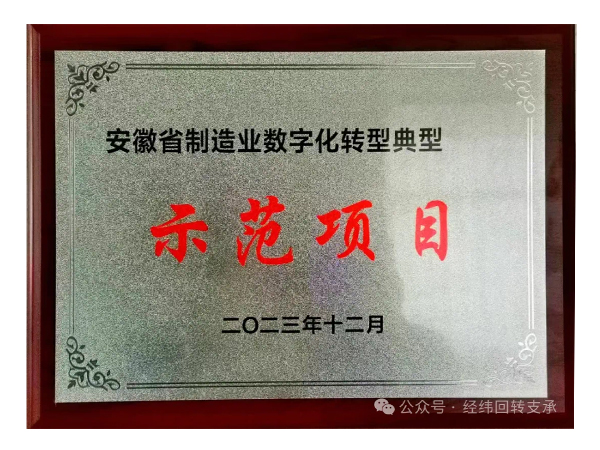 安徽省制造业数字化转型典型
示范项目
二〇二三年十二月
公众号·经纬回转支承